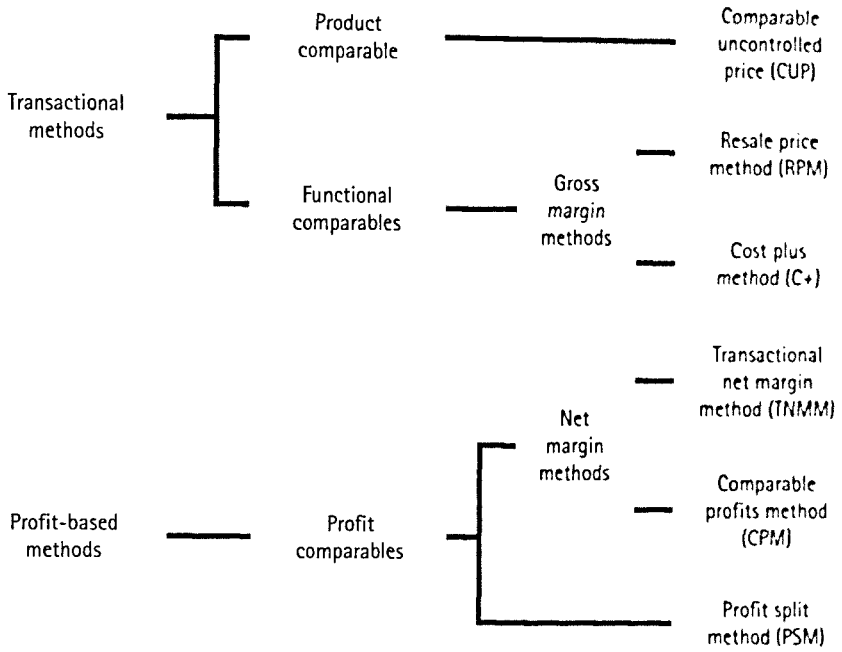 Transactional
methods
Product
comparable
Comparable
uncontrolled
price (CUP)
Functional
comparables
Gross
margin
methods
Resale price
method (RPM)
Cost plus
method (C+)
Profit-based
methods
Profit
comparables
Net
margin
methods
Transactional
net margin
method (TNMM)
Comparable
profits method
(CPM)
Profit split
method (PSM)